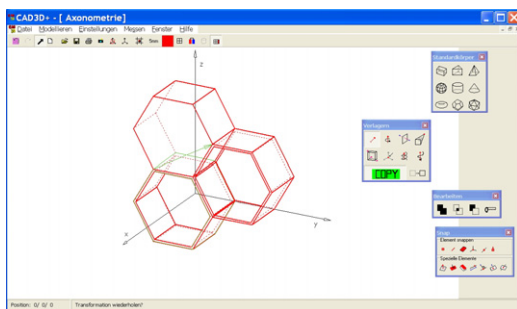 CAD3D+ - [ Axonometrie]
Datei Modellieren Einstellungen Messen Fenster Hilfe
Standardkörper
z
Verlagern
COPY
Bearbeiten
Snap
Element snappen
Spezielle Elemente
x
y
Position: 0/ 0/ 0 Transformation wiederholen?